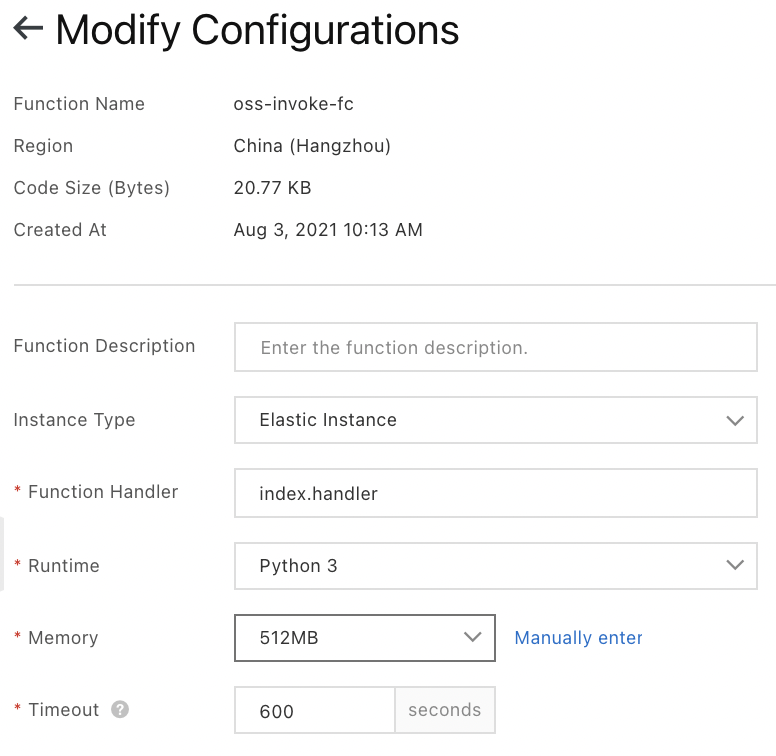 Modify Configurations
Function Name oss-invoke-fc
Region China (Hangzhou)
Code Size (Bytes) 20.77 KB
Created At Aug 3, 2021 10:13 AM
Function Description Enter the function description.
Instance Type Elastic Instance
* Function Handler index.handler
* Runtime Python 3
* Memory 512MB Manually enter
* Timeout ? 600 seconds